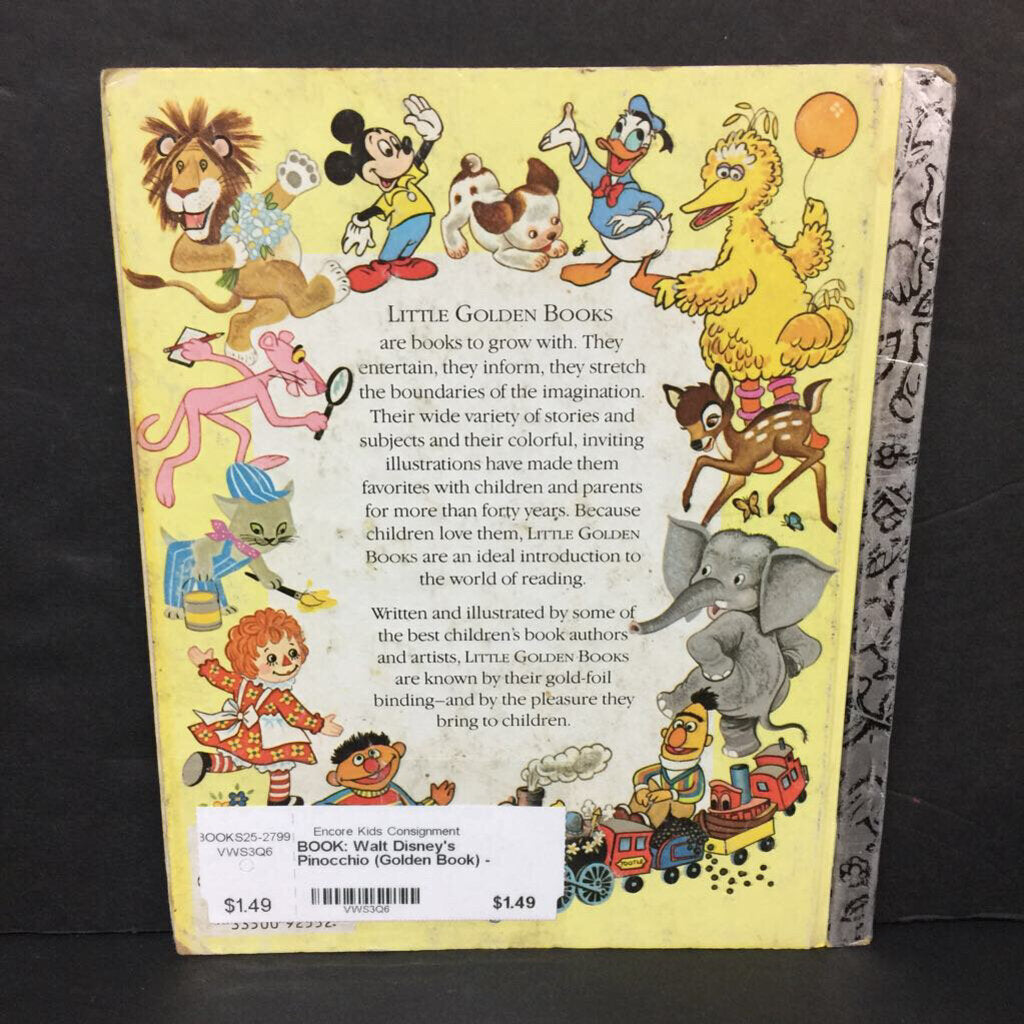 LITTLE GOLDEN BOOKS
are books to grow with. They
entertain, they inform, they stretch
the boundaries of the imagination.
Their wide variety of stories and
subjects and their colorful, inviting
illustrations have made them
favorites with children and parents
for more than forty years. Because
children love them, LITTLE GOLDEN
BOOKS are an ideal introduction to
the world of reading.
Written and illustrated by some of
the best children's book authors
and artists, LITTLE GOLDEN BOOKS
are known by their gold-foil
binding—and by the pleasure they
bring to children.
TOOTLE
BOOKS25-2799
VWS3Q6
$1.49
Encore Kids Consignment
BOOK: Walt Disney's
Pinocchio (Golden Book) -
VWS3Q6
$1.49